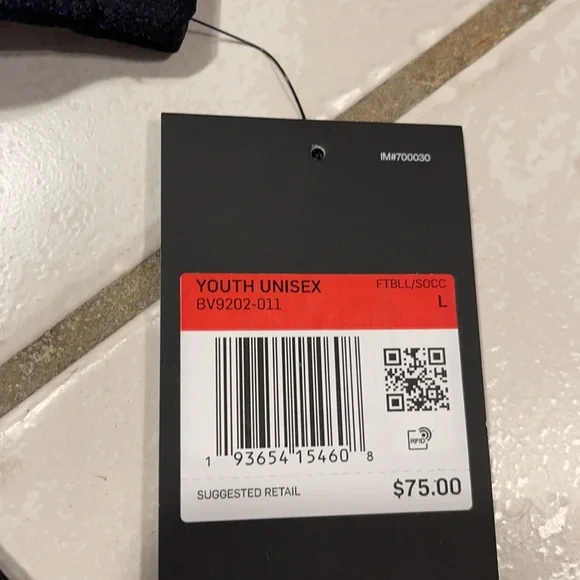 IM#700030
YOUTH UNISEX
FTBLL/SOCC
BV9202-011
L
1 93654 15460 8
RFID
SUGGESTED RETAIL
$75.00